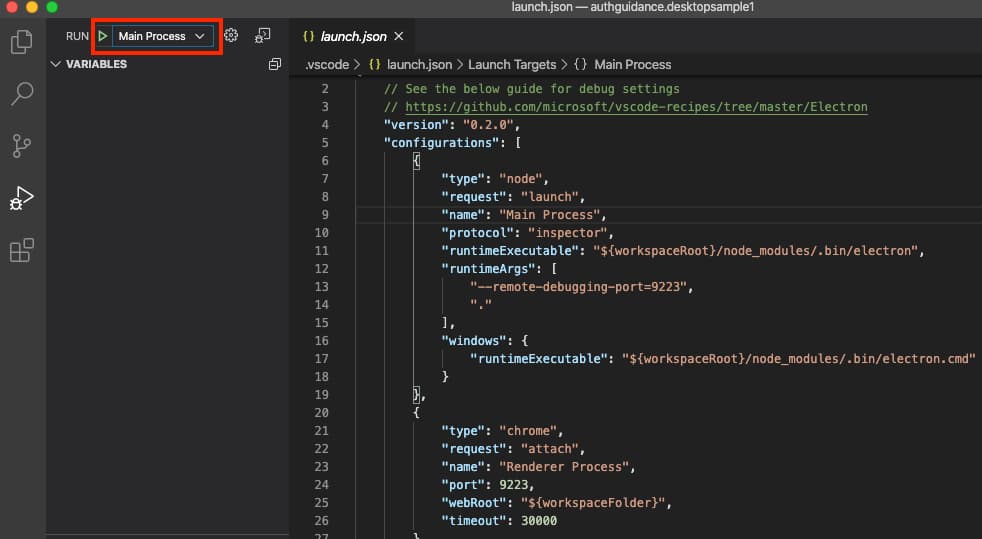 launch.json — authguidance.desktopsample1
RUN Main Process
VARIABLES
{} launch.json ×
.vscode > {} launch.json > Launch Targets > {} Main Process
2 // See the below guide for debug settings
3 // https://github.com/microsoft/vscode-recipes/tree/master/Electron
4 "version": "0.2.0",
5 "configurations": [
6 {
7 "type": "node",
8 "request": "launch",
9 "name": "Main Process",
10 "protocol": "inspector",
11 "runtimeExecutable": "${workspaceRoot}/node_modules/.bin/electron",
12 "runtimeArgs": [
13 "--remote-debugging-port=9223",
14 "."
15 ],
16 "windows": {
17 "runtimeExecutable": "${workspaceRoot}/node_modules/.bin/electron.cmd"
18 }
19 },
20 {
21 "type": "chrome",
22 "request": "attach",
23 "name": "Renderer Process",
24 "port": 9223,
25 "webRoot": "${workspaceFolder}",
26 "timeout": 30000
27 }